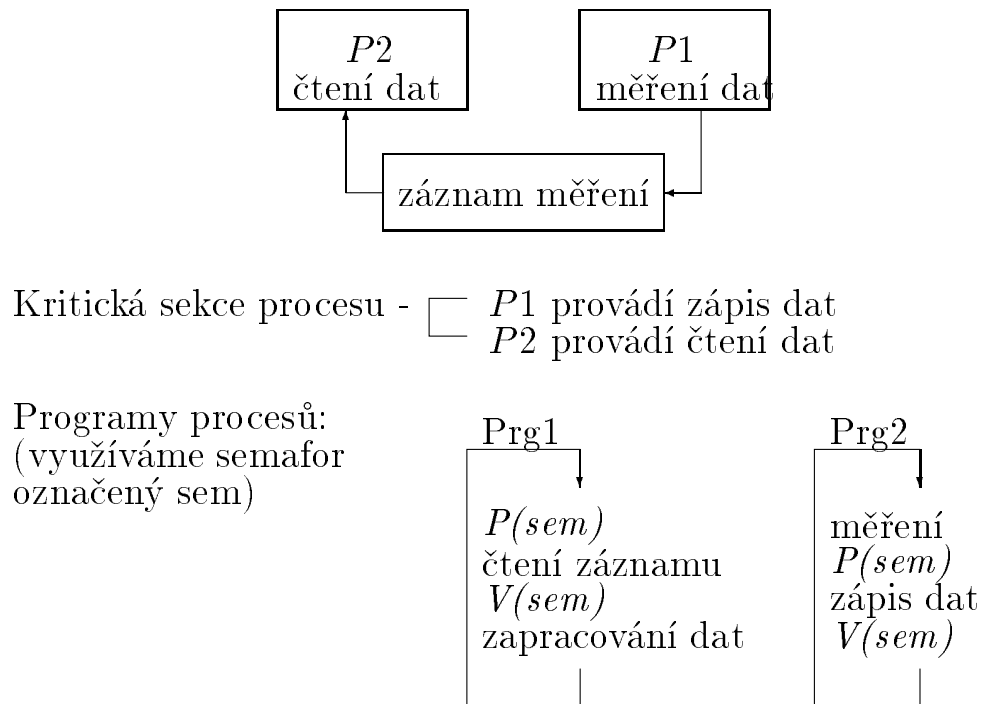 P2
čtení dat
P1
měření dat
záznam měření
Kritická sekce procesu -
P1 provádí zápis dat
P2 provádí čtení dat
Programy procesů:
(využíváme semafor
označený sem)
Prg1
P(sem)
čtení záznamu
V(sem)
zapracování dat
Prg2
měření
P(sem)
zápis dat
V(sem)